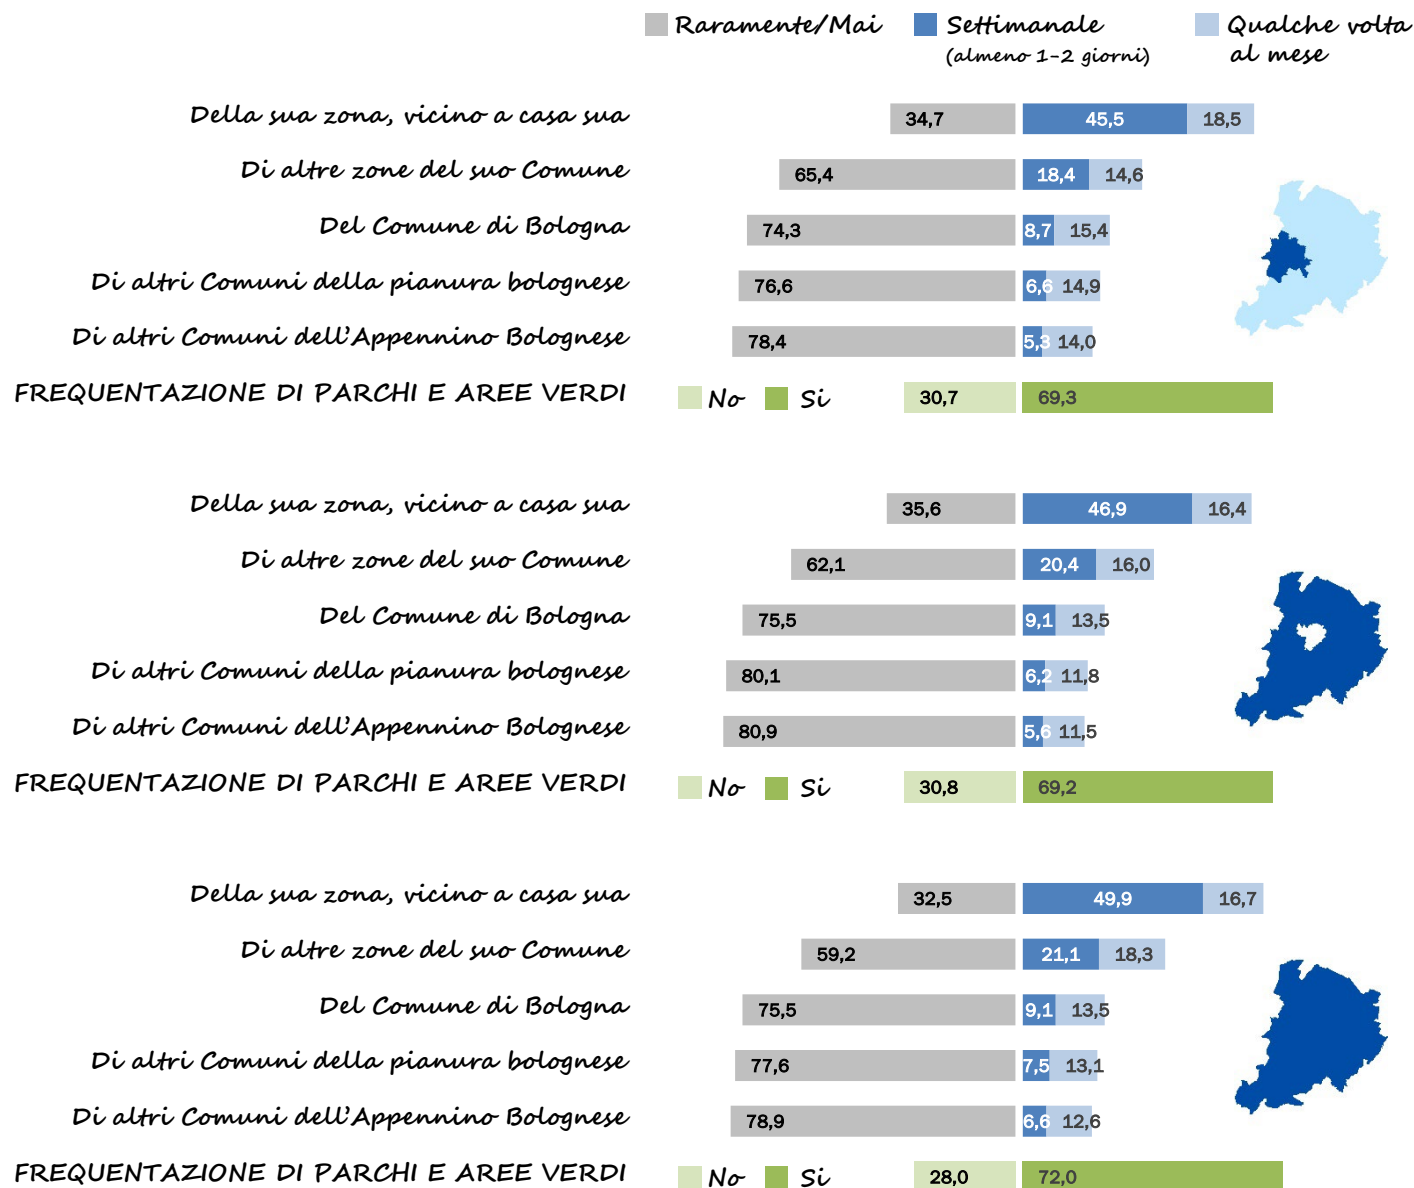 Raramente/Mai Settimanale Qualche volta
(almeno 1-2 giorni) al mese
Della sua zona, vicino a casa sua 34,7 45,5 18,5
Di altre zone del suo Comune 65,4 18,4 14,6
Del Comune di Bologna 74,3 8,7 15,4
Di altri Comuni della pianura bolognese 76,6 6,6 14,9
Di altri Comuni dell'Appennino Bolognese 78,4 5,3 14,0
FREQUENTAZIONE DI PARCHI E AREE VERDI No Si 30,7 69,3
Della sua zona, vicino a casa sua 35,6 46,9 16,4
Di altre zone del suo Comune 62,1 20,4 16,0
Del Comune di Bologna 75,5 9,1 13,5
Di altri Comuni della pianura bolognese 80,1 6,2 11,8
Di altri Comuni dell'Appennino Bolognese 80,9 5,6 11,5
FREQUENTAZIONE DI PARCHI E AREE VERDI No Si 30,8 69,2
Della sua zona, vicino a casa sua 32,5 49,9 16,7
Di altre zone del suo Comune 59,2 21,1 18,3
Del Comune di Bologna 75,5 9,1 13,5
Di altri Comuni della pianura bolognese 77,6 7,5 13,1
Di altri Comuni dell'Appennino Bolognese 78,9 6,6 12,6
FREQUENTAZIONE DI PARCHI E AREE VERDI No Si 28,0 72,0